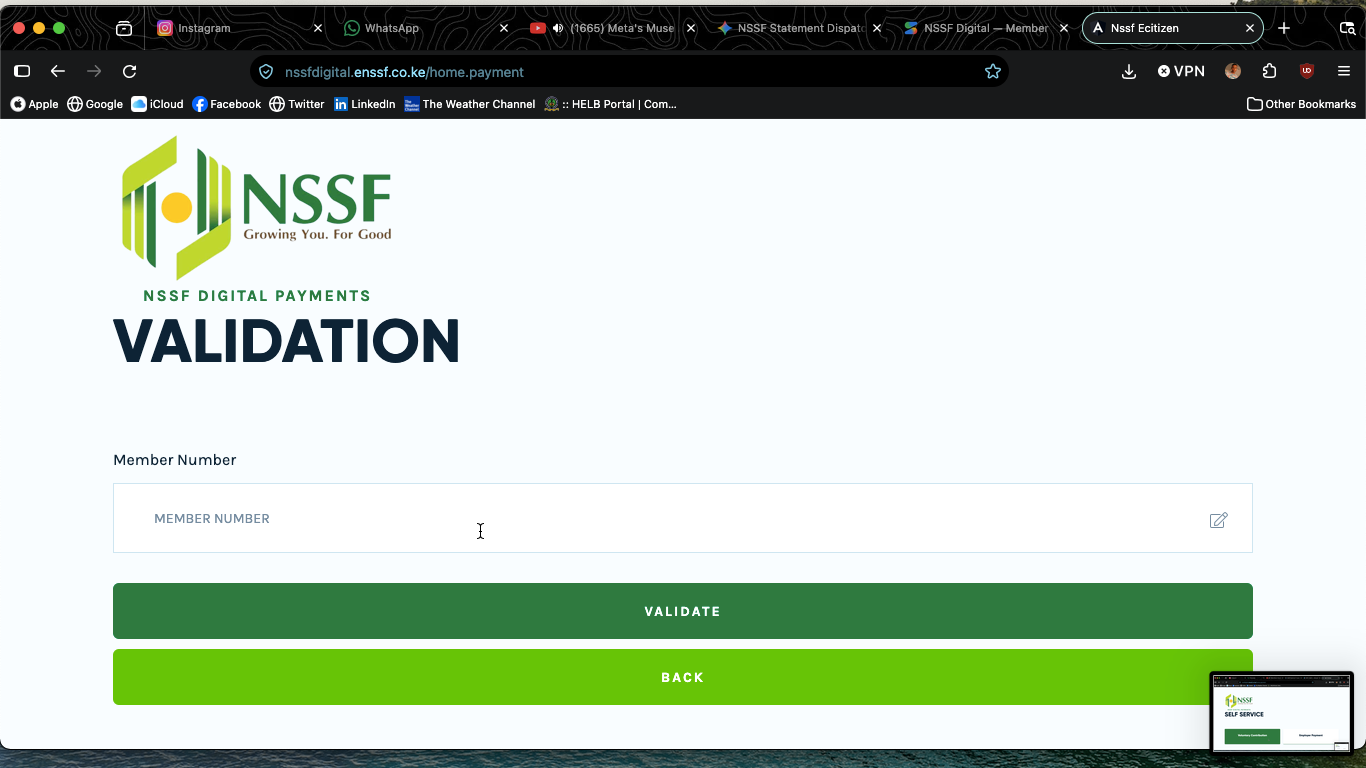 Instagram
WhatsApp
(1665) Meta's Muse
NSSF Statement Dispatc
NSSF Digital — Member
Nssf Ecitizen
nssfdigital.enssf.co.ke/home.payment
VPN
UD
Apple
Google
iCloud
Facebook
Twitter
LinkedIn
The Weather Channel
:: HELB Portal | Com...
Other Bookmarks
NSSF
Growing You. For Good
NSSF DIGITAL PAYMENTS
VALIDATION
Member Number
MEMBER NUMBER
VALIDATE
BACK
NSSF
SELF SERVICE